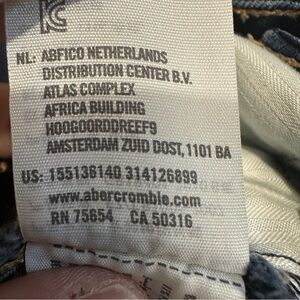 NL: ABFICO NETHERLANDS
DISTRIBUTION CENTER B.V.
ATLAS COMPLEX
AFRICA BUILDING
HOOGOORDDREEF9
AMSTERDAM ZUID DOST, 1101 BA
US: 155136140 314126899
www.abercrombie.com
RN 75654 CA 50316